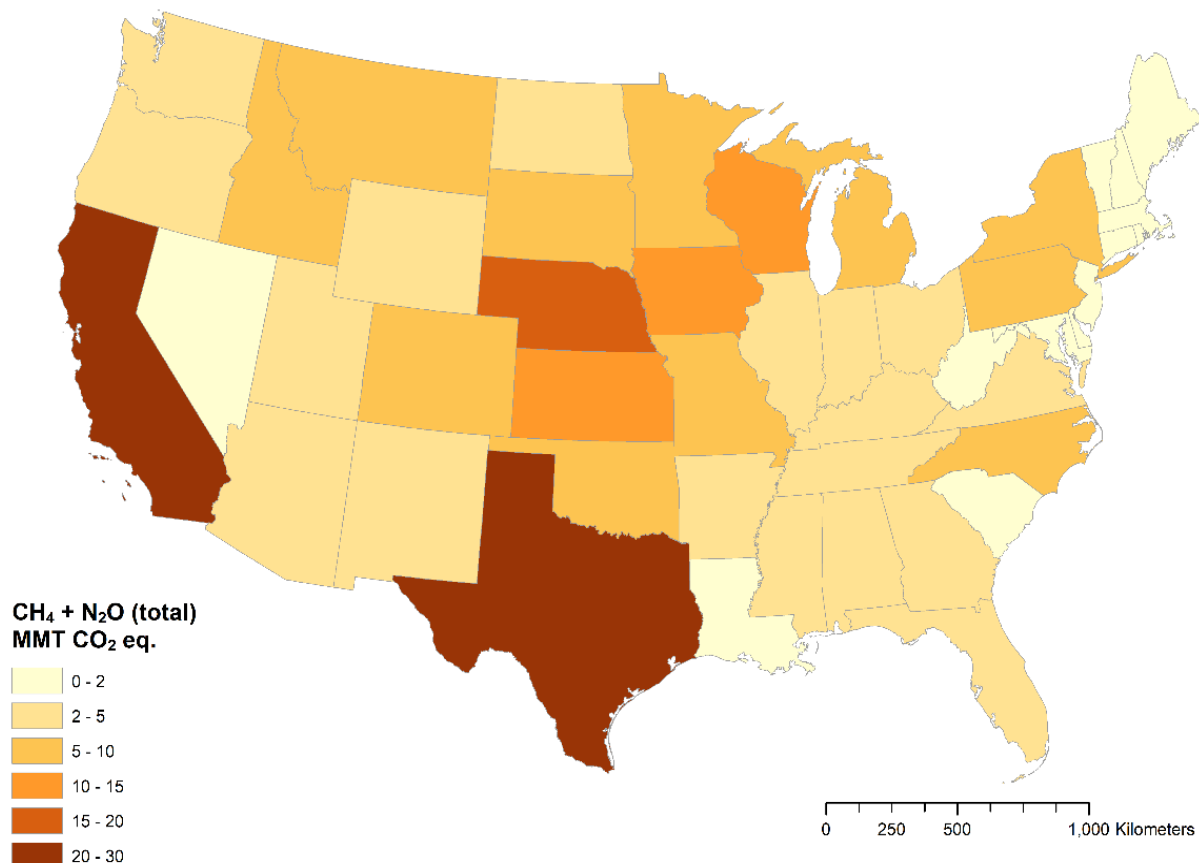 CH₄ + N₂O (total)
MMT CO₂ eq.
0 - 2
2 - 5
5 - 10
10 - 15
15 - 20
20 - 30
0 250 500 1,000 Kilometers